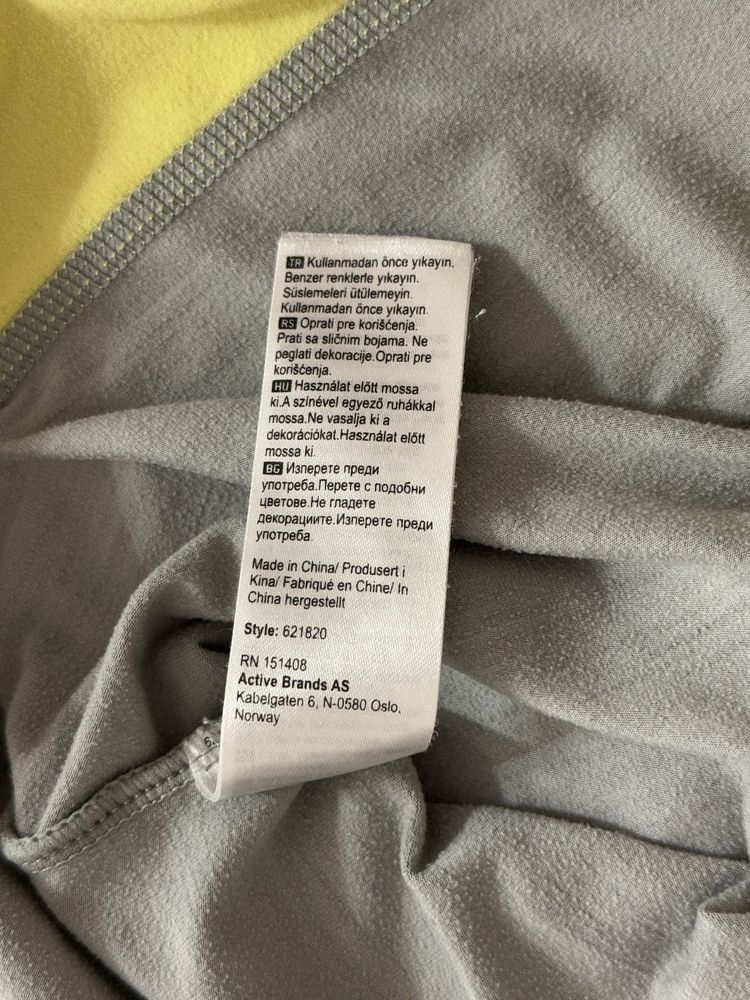 TR Kullanmadan önce yıkayın.
Benzer renklerle yıkayın.
Süslemeleri ütülemeyin.
Kullanmadan önce yıkayın.
RS Oprati pre korišćenja.
Prati sa sličnim bojama. Ne
peglati dekoracije.Oprati pre
korišćenja.
HU Használat előtt mossa
ki.A színével egyező ruhákkal
mossa.Ne vasalja ki a
dekorációkat.Használat előtt
mossa ki.
BG Изперете преди
употреба.Перете с подобни
цветове.Не гладете
декорациите.Изперете преди
употреба.
Made in China/ Produsert i
Kina/ Fabriqué en Chine/ In
China hergestellt
Style: 621820
RN 151408
Active Brands AS
Kabelgaten 6, N-0580 Oslo,
Norway